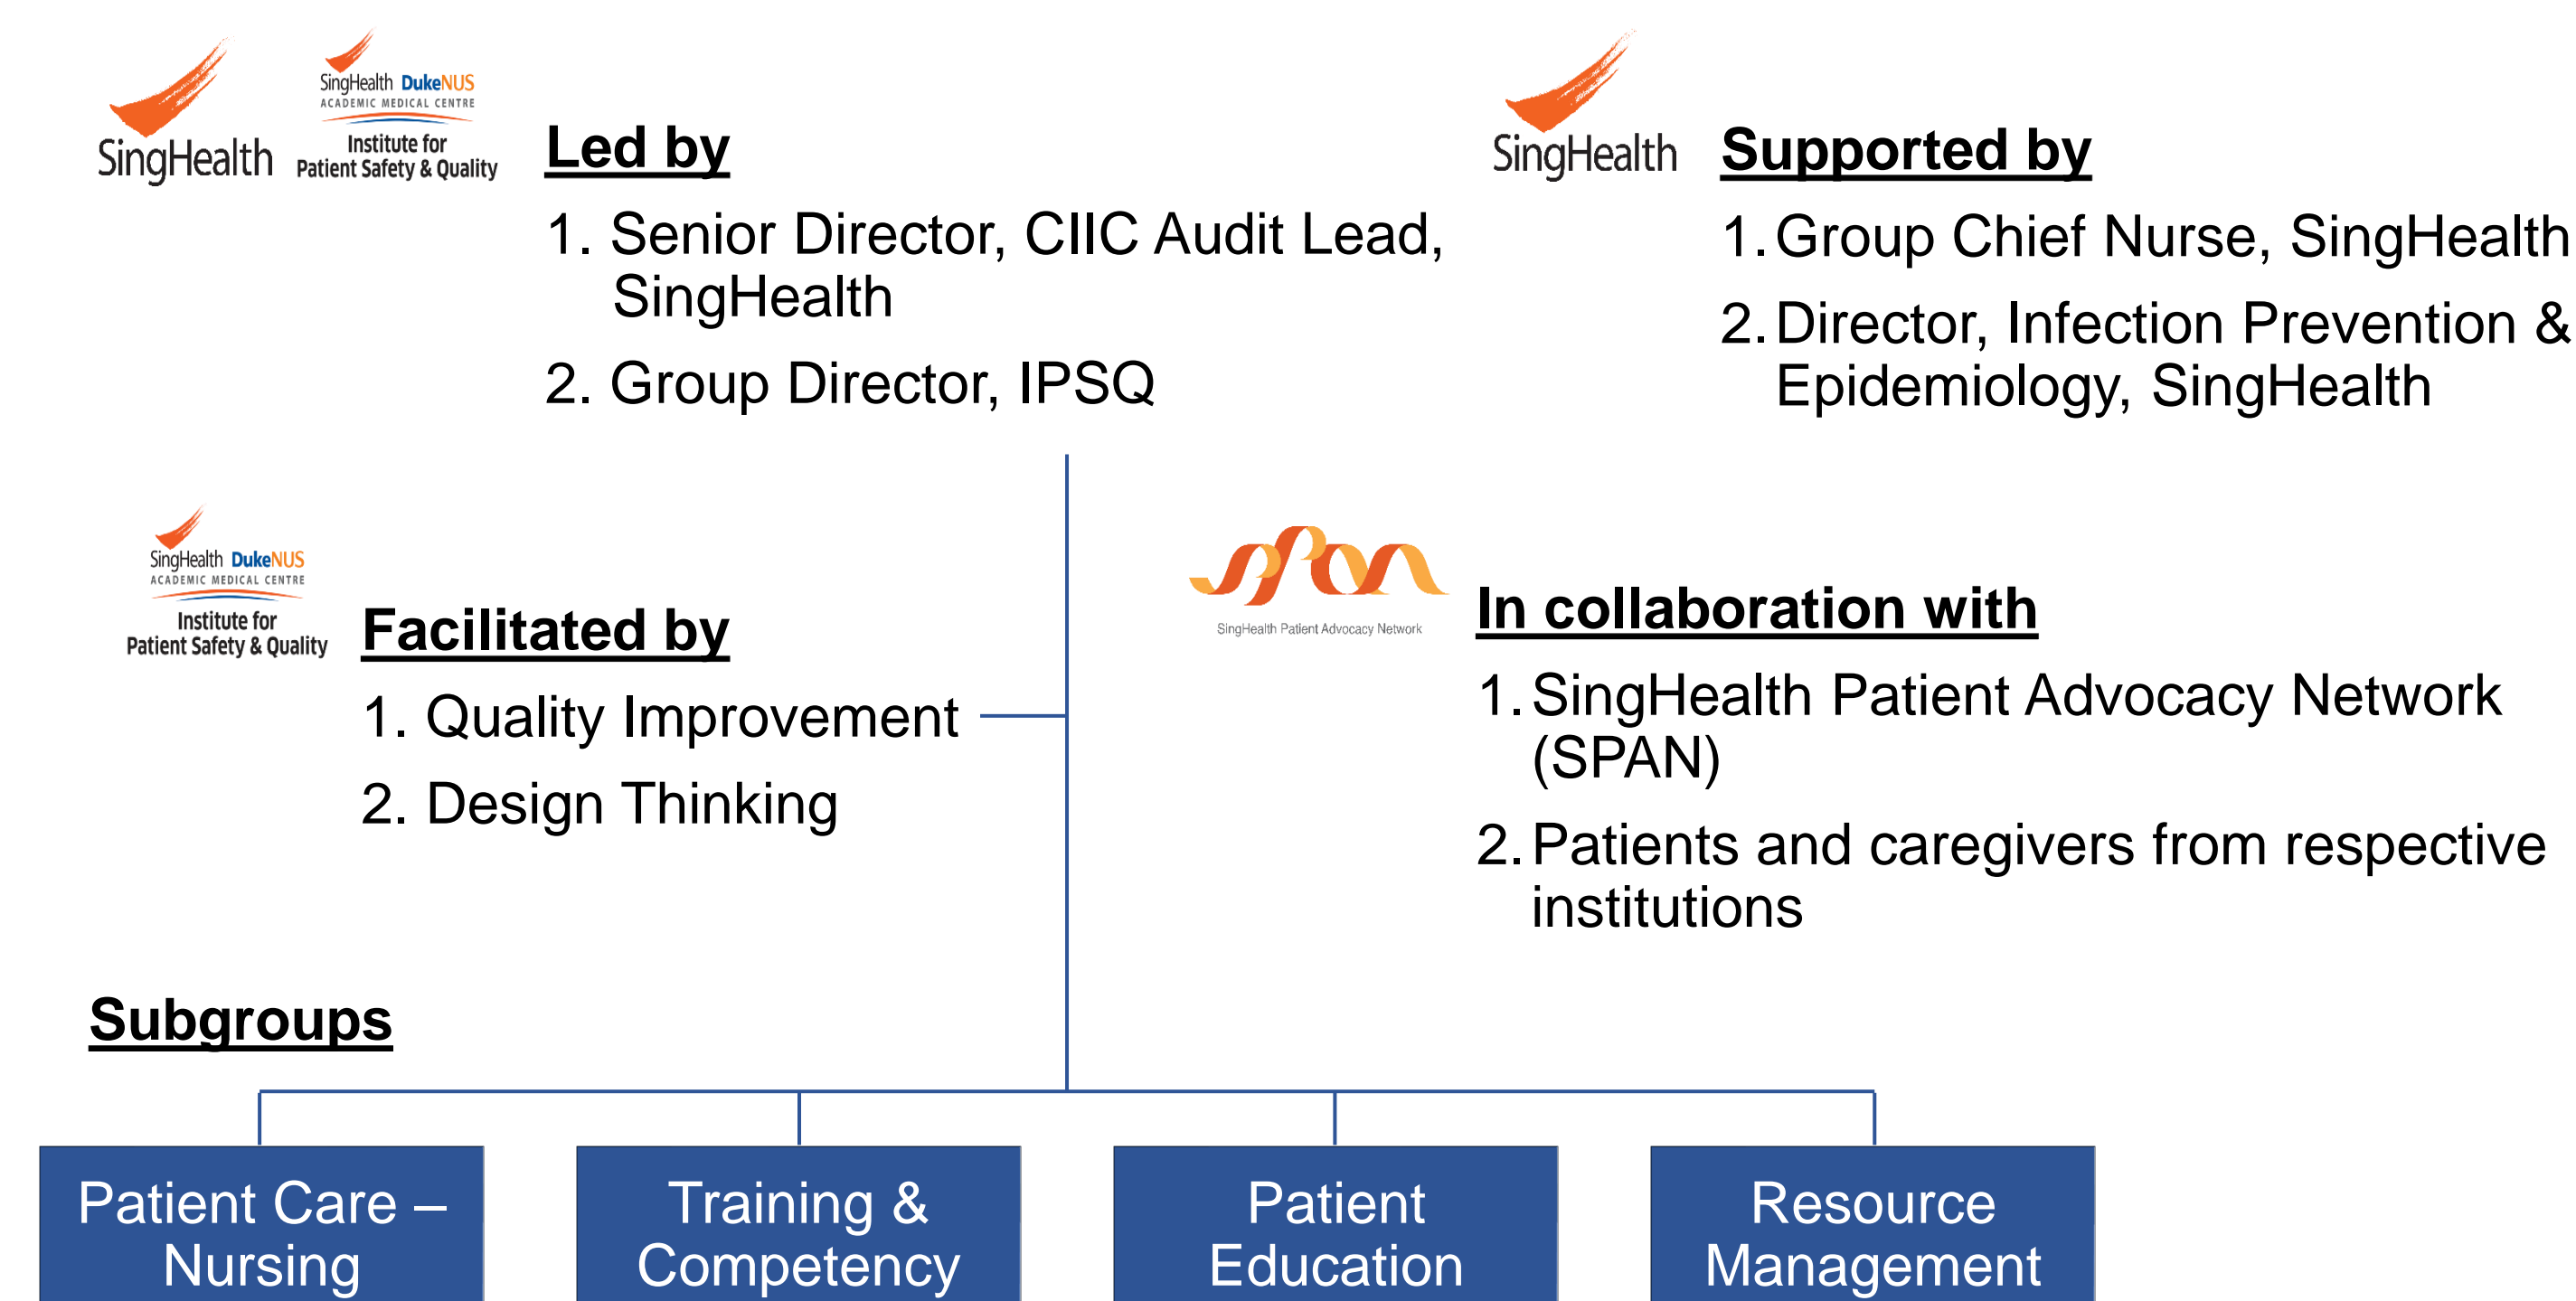 SingHealth
SingHealth DukeNUS
ACADEMIC MEDICAL CENTRE
Institute for
Patient Safety & Quality
Led by
1. Senior Director, CIIC Audit Lead,
SingHealth
2. Group Director, IPSQ
SingHealth
Supported by
1. Group Chief Nurse, SingHealth
2. Director, Infection Prevention &
Epidemiology, SingHealth
SingHealth DukeNUS
ACADEMIC MEDICAL CENTRE
Institute for
Patient Safety & Quality
Facilitated by
1. Quality Improvement
2. Design Thinking
span
SingHealth Patient Advocacy Network
In collaboration with
1. SingHealth Patient Advocacy Network
(SPAN)
2. Patients and caregivers from respective
institutions
Subgroups
Patient Care –
Nursing
Training &
Competency
Patient
Education
Resource
Management